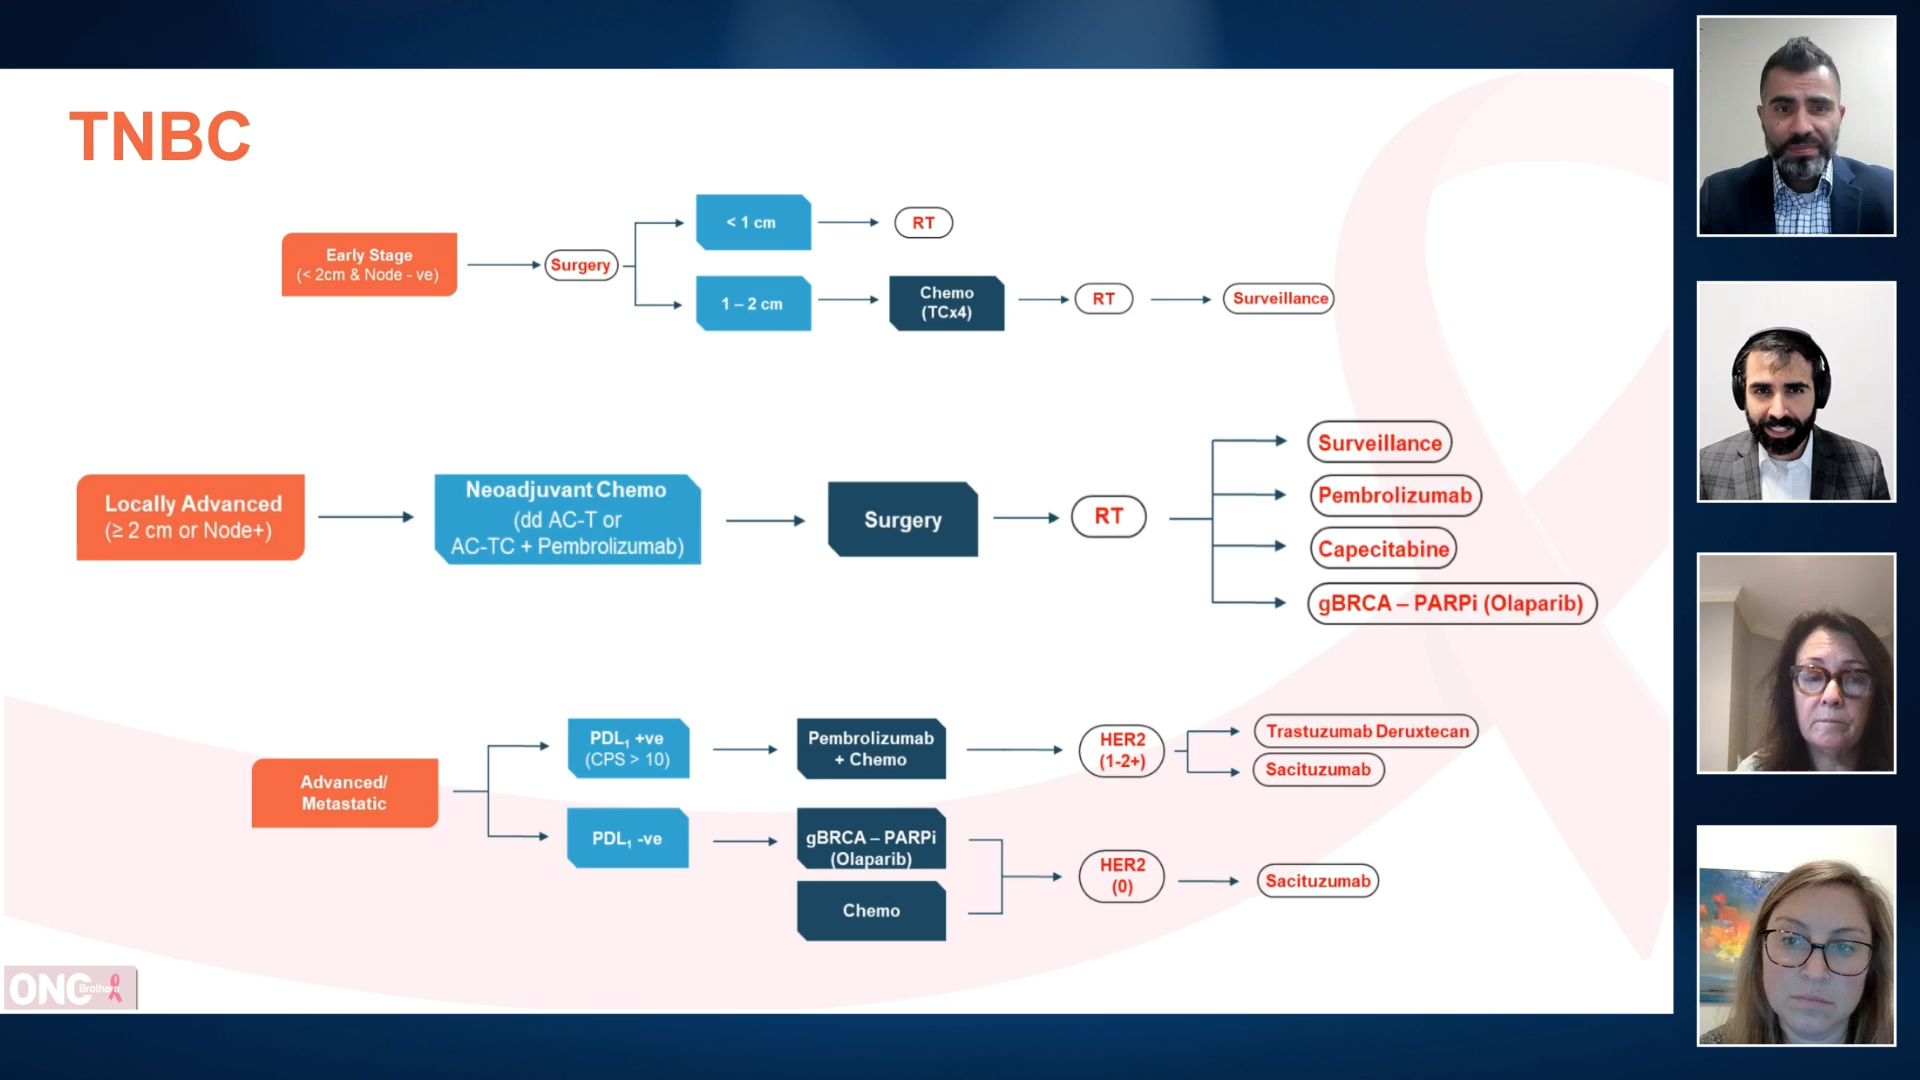 TNBC
Early Stage
(< 2cm & Node - ve)
Surgery
< 1 cm
RT
1 – 2 cm
Chemo
(TCx4)
RT
Surveillance
Locally Advanced
(≥ 2 cm or Node+)
Neoadjuvant Chemo
(dd AC-T or
AC-TC + Pembrolizumab)
Surgery
RT
Surveillance
Pembrolizumab
Capecitabine
gBRCA – PARPi (Olaparib)
Advanced/
Metastatic
PDL₁ +ve
(CPS > 10)
Pembrolizumab
+ Chemo
HER2
(1-2+)
Trastuzumab Deruxtecan
Sacituzumab
PDL₁ -ve
gBRCA – PARPi
(Olaparib)
Chemo
HER2
(0)
Sacituzumab
ONC Brothers